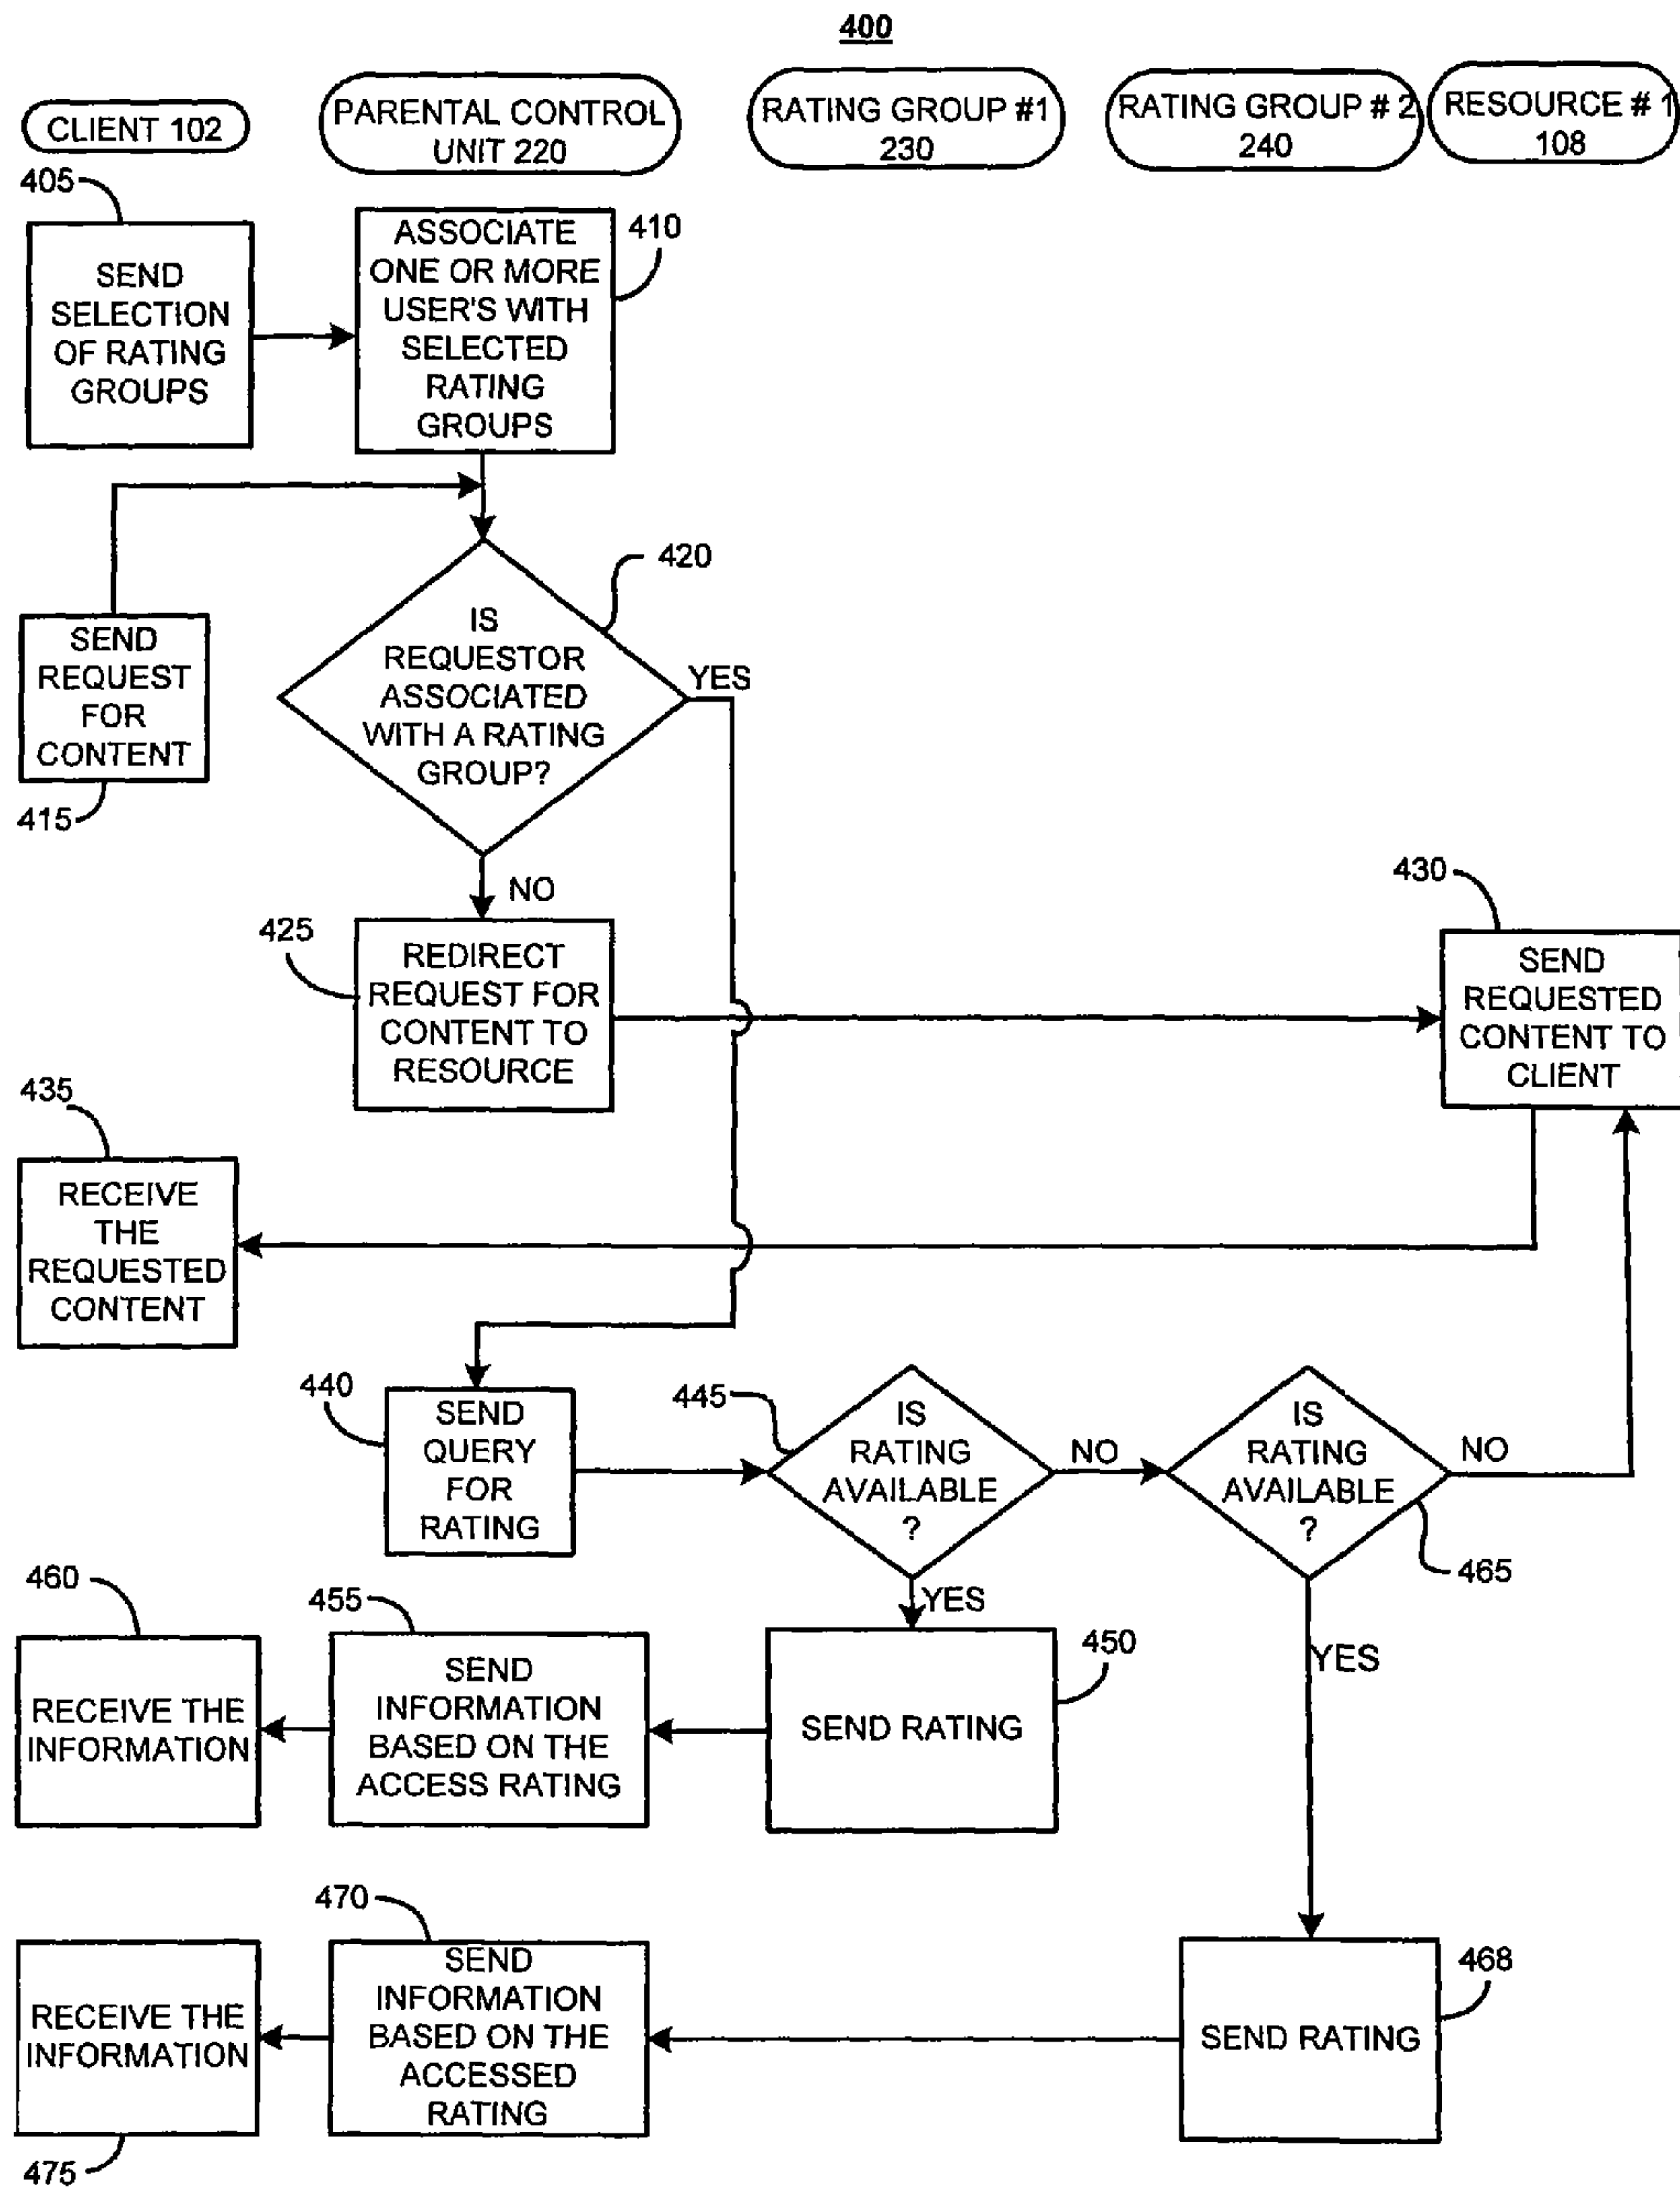 400
CLIENT 102
PARENTAL CONTROL
UNIT 220
RATING GROUP #1
230
RATING GROUP # 2
240
RESOURCE # 1
108
405
SEND
SELECTION
OF RATING
GROUPS
ASSOCIATE
ONE OR MORE
USER'S WITH
SELECTED
RATING
GROUPS
410
SEND
REQUEST
FOR
CONTENT
415
IS
REQUESTOR
ASSOCIATED
WITH A RATING
GROUP?
420
YES
NO
425
REDIRECT
REQUEST FOR
CONTENT TO
RESOURCE
430
SEND
REQUESTED
CONTENT TO
CLIENT
435
RECEIVE
THE
REQUESTED
CONTENT
440
SEND
QUERY
FOR
RATING
445
IS
RATING
AVAILABLE
?
NO
YES
IS
RATING
AVAILABLE
?
NO
465
YES
460
RECEIVE THE
INFORMATION
455
SEND
INFORMATION
BASED ON THE
ACCESS RATING
SEND RATING
450
RECEIVE THE
INFORMATION
475
470
SEND
INFORMATION
BASED ON THE
ACCESSED
RATING
SEND RATING
468